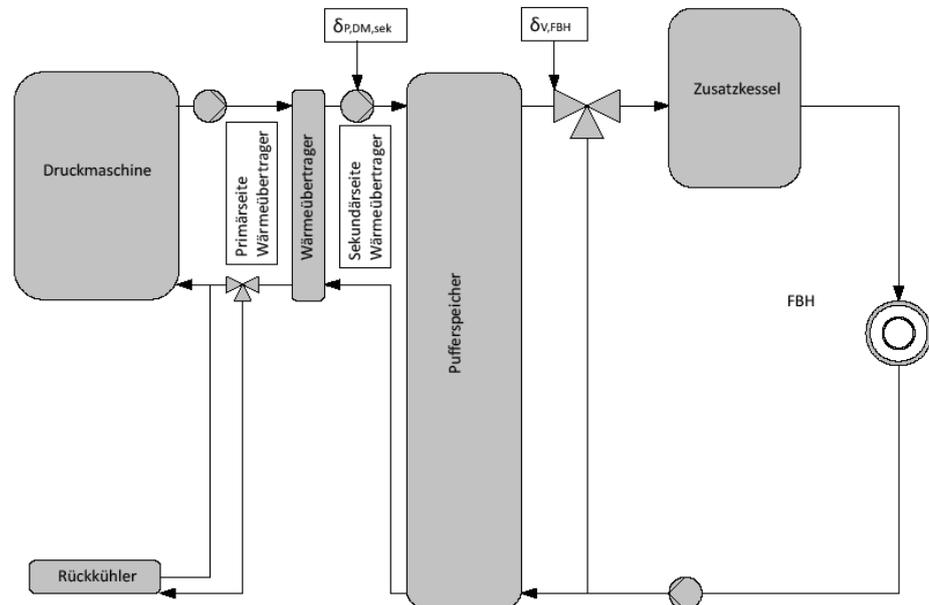 δP,DM,sek
δV,FBH
Zusatzkessel
Druckmaschine
Primärseite
Wärmeübertrager
Wärmeübertrager
Sekundärseite
Wärmeübertrager
Pufferspeicher
FBH
Rückkühler